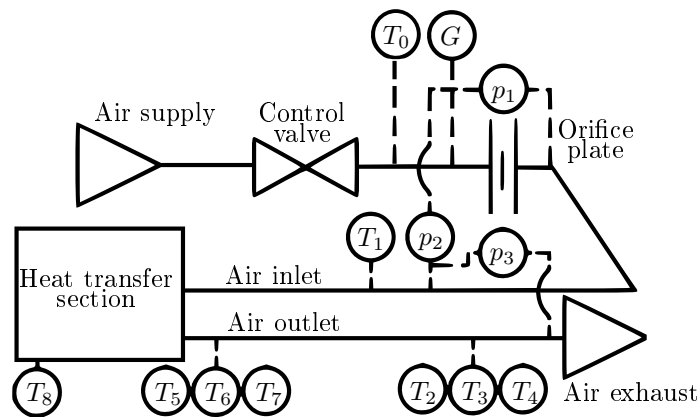 T0
G
p1
Air supply
Control
valve
Orifice
plate
T1
p2
p3
Heat transfer
section
Air inlet
Air outlet
T8
T5
T6
T7
T2
T3
T4
Air exhaust